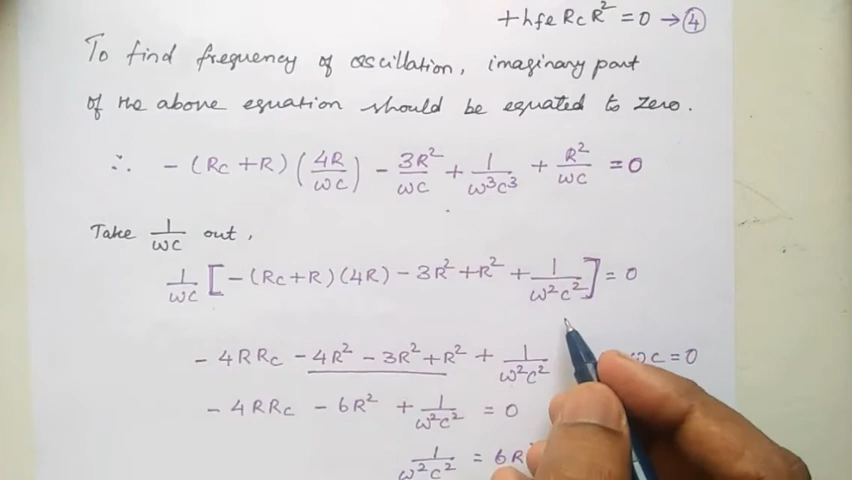 + hfe Rc R² = 0 → ④
To find frequency of oscillation, imaginary part
of the above equation should be equated to zero.
∴ - (Rc + R) (4R/ωC) - 3R²/ωC + 1/ω³C³ + R²/ωC = 0
Take 1/ωC out,
1/ωC [ - (Rc + R) (4R) - 3R² + R² + 1/ω²C² ] = 0
- 4RRc - 4R² - 3R² + R² + 1/ω²C² ωC = 0
- 4RRc - 6R² + 1/ω²C² = 0
1/ω²C² = 6R